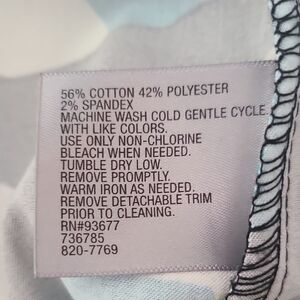 56% COTTON 42% POLYESTER
2% SPANDEX
MACHINE WASH COLD GENTLE CYCLE.
WITH LIKE COLORS.
USE ONLY NON-CHLORINE
BLEACH WHEN NEEDED.
TUMBLE DRY LOW.
REMOVE PROMPTLY.
WARM IRON AS NEEDED.
REMOVE DETACHABLE TRIM
PRIOR TO CLEANING.
RN#93677
736785
820-7769